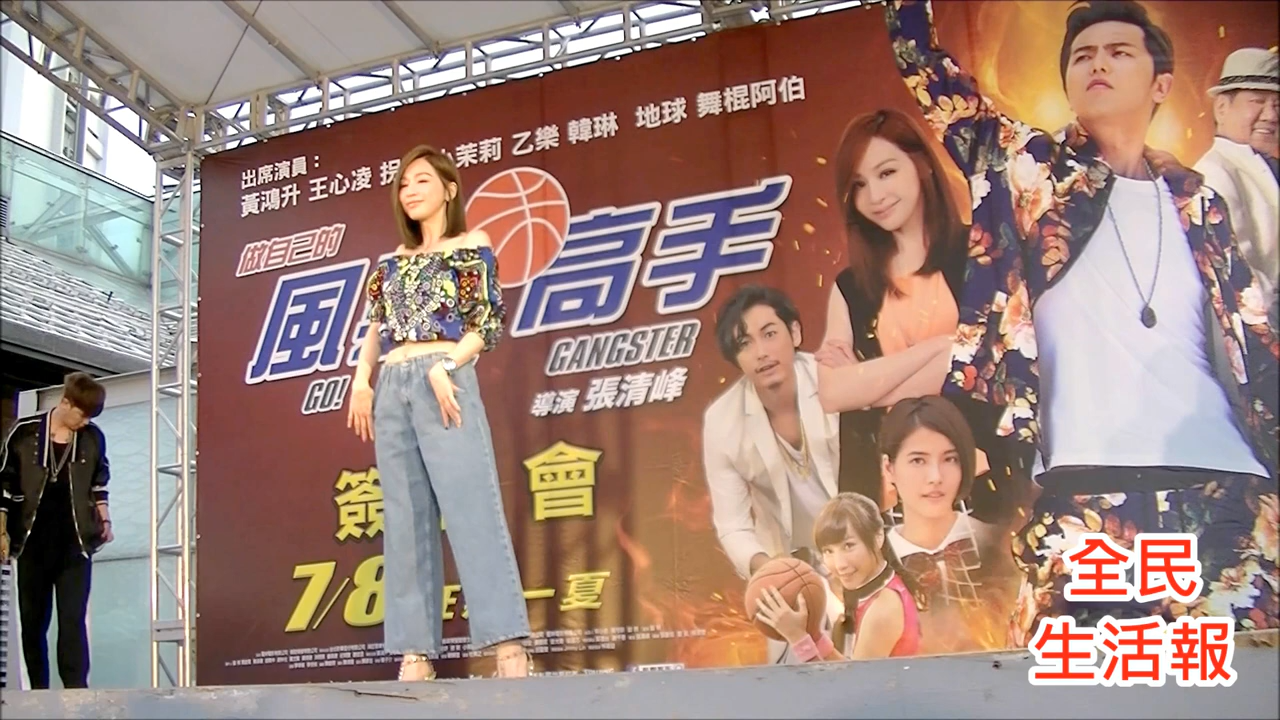 出席演員：
黃鴻升 王心凌 拐 茉莉 乙樂 韓琳 地球 舞棍阿伯
做自己的
風 高手
GO! GANGSTER
導演 張清峰
簽 會
7/8 一夏
全民
生活報